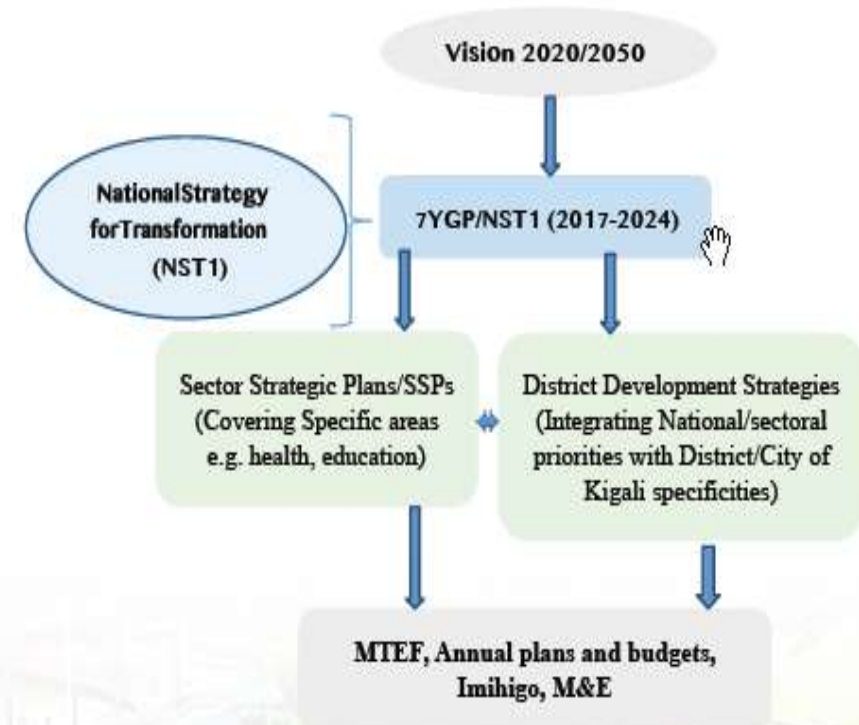 Vision 2020/2050
NationalStrategy
forTransformation
(NST1)
7YGP/NST1 (2017-2024)
Sector Strategic Plans/SSPs
(Covering Specific areas
e.g. health, education)
District Development Strategies
(Integrating National/sectoral
priorities with District/City of
Kigali specificities)
MTEF, Annual plans and budgets,
Imihigo, M&E